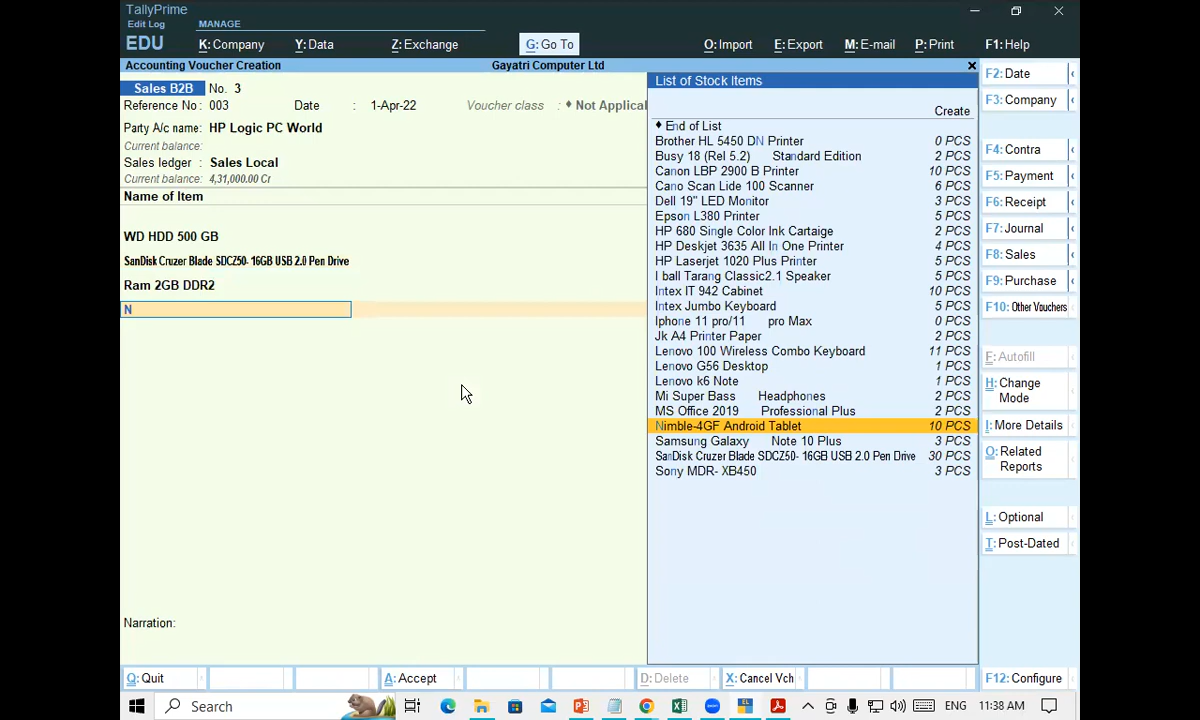 TallyPrime
Edit Log
MANAGE
EDU
K: Company
Y: Data
Z: Exchange
G: Go To
O: Import
E: Export
M: E-mail
P: Print
F1: Help
Accounting Voucher Creation
Gayatri Computer Ltd
Sales B2B No. 3
Reference No : 003 Date : 1-Apr-22 Voucher class : ♦ Not Applica
Party A/c name : HP Logic PC World
Current balance :
Sales ledger : Sales Local
Current balance : 4,31,000.00 Cr
Name of Item
WD HDD 500 GB
SanDisk Cruzer Blade SDCZ50- 16GB USB 2.0 Pen Drive
Ram 2GB DDR2
N
Narration:
List of Stock Items
Create
♦ End of List
Brother HL 5450 DN Printer 0 PCS
Busy 18 (Rel 5.2) Standard Edition 2 PCS
Canon LBP 2900 B Printer 10 PCS
Cano Scan Lide 100 Scanner 6 PCS
Dell 19" LED Monitor 3 PCS
Epson L380 Printer 5 PCS
HP 680 Single Color Ink Cartaige 2 PCS
HP Deskjet 3635 All In One Printer 4 PCS
HP Laserjet 1020 Plus Printer 5 PCS
I ball Tarang Classic2.1 Speaker 5 PCS
Intex IT 942 Cabinet 10 PCS
Intex Jumbo Keyboard 5 PCS
Iphone 11 pro/11 pro Max 0 PCS
Jk A4 Printer Paper 2 PCS
Lenovo 100 Wireless Combo Keyboard 11 PCS
Lenovo G56 Desktop 1 PCS
Lenovo k6 Note 1 PCS
Mi Super Bass Headphones 2 PCS
MS Office 2019 Professional Plus 2 PCS
Nimble-4GF Android Tablet 10 PCS
Samsung Galaxy Note 10 Plus 3 PCS
SanDisk Cruzer Blade SDCZ50- 16GB USB 2.0 Pen Drive 30 PCS
Sony MDR- XB450 3 PCS
F2: Date
F3: Company
F4: Contra
F5: Payment
F6: Receipt
F7: Journal
F8: Sales
F9: Purchase
F10: Other Vouchers
F: Autofill
H: Change
Mode
I: More Details
O: Related
Reports
L: Optional
T: Post-Dated
Q: Quit
A: Accept
D: Delete
X: Cancel Vch
F12: Configure
Search
ENG 11:38 AM